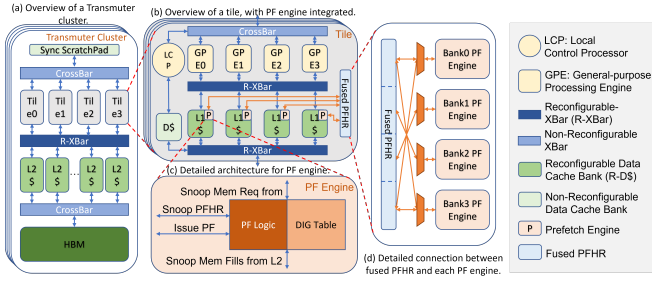 (a) Overview of a Transmuter
cluster.
Transmuter Cluster
Sync ScratchPad
CrossBar
Til
e0
Til
e1
Til
e2
Til
e3
R-XBar
L2
$
L2
$
L2
$
L2
$
CrossBar
HBM
(b) Overview of a tile, with PF engine integrated.
CrossBar
Tile
LC
P
GP
E0
GP
E1
GP
E2
GP
E3
R-XBar
D$
L1
$
P
L1
$
P
L1
$
P
L1
$
P
Fused PFHR
R-XBar
(c) Detailed architecture for PF engine.
PF Engine
Snoop Mem Req from
Snoop PFHR
Issue PF
PF Logic
DIG Table
Snoop Mem Fills from L2
Fused PFHR
Bank0 PF
Engine
Bank1 PF
Engine
Bank2 PF
Engine
Bank3 PF
Engine
(d) Detailed connection between
fused PFHR and each PF engine.
LCP: Local
Control Processor
GPE: General-purpose
Processing Engine
Reconfigurable-
XBar (R-XBar)
Non-Reconfigurable
XBar
Reconfigurable Data
Cache Bank (R-D$)
Non-Reconfigurable
Data Cache Bank
P
Prefetch Engine
Fused PFHR